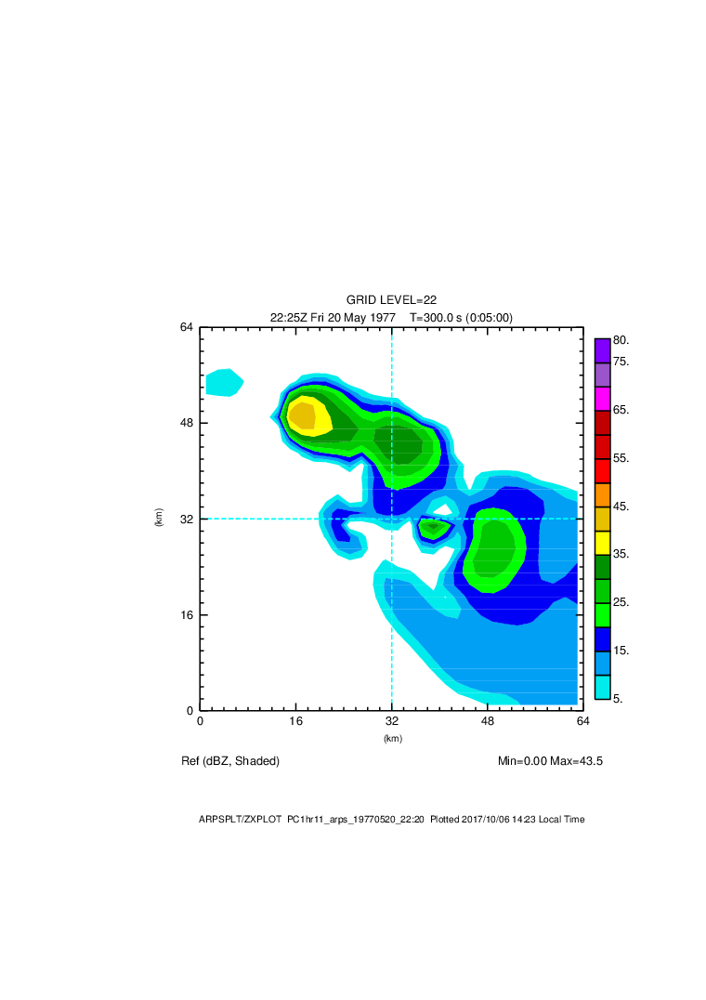 GRID LEVEL=22
22:25Z Fri 20 May 1977 T=300.0 s (0:05:00)
64
48
32
16
0
(km)
0 16 32 48 64
(km)
80.
75.
65.
55.
45.
35.
25.
15.
5.
Ref (dBZ, Shaded) Min=0.00 Max=43.5
ARPSPLT/ZXPLOT PC1hr11_arps_19770520_22:20 Plotted 2017/10/06 14:23 Local Time